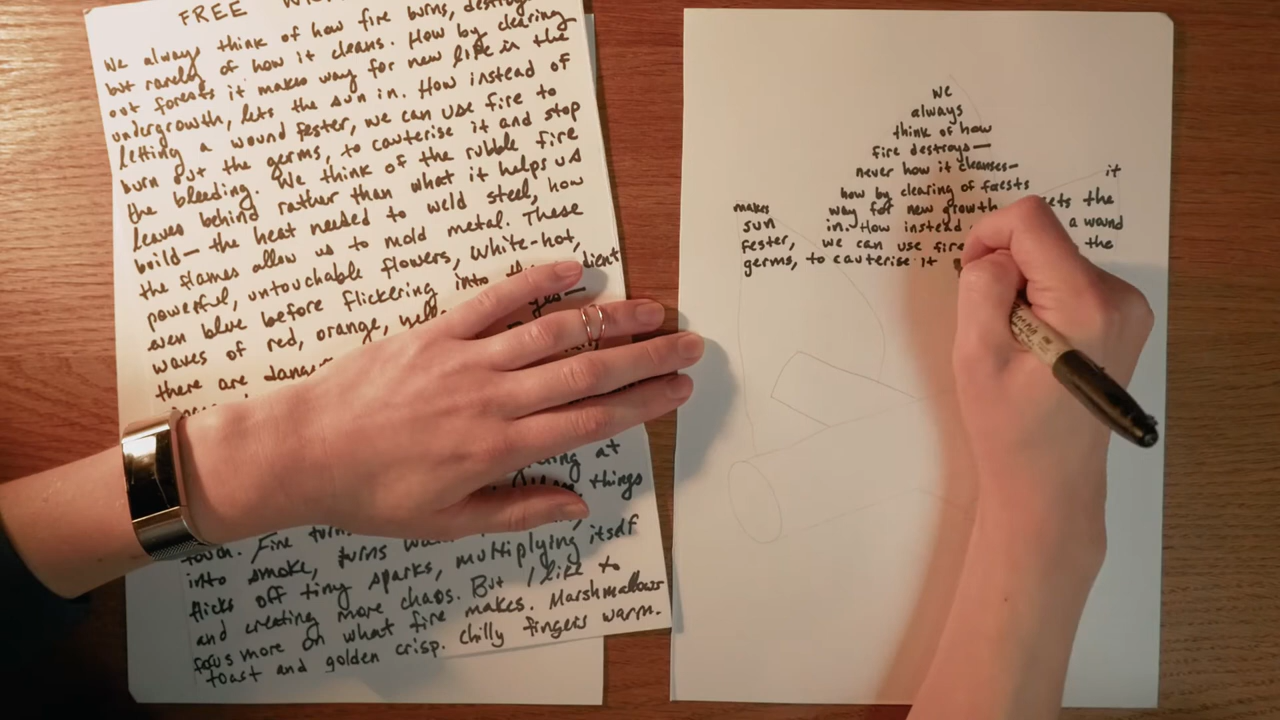 FREE
We always think of how fire burns,
but rarely of how it cleans. How by clearing
out forests it makes way for new life in the
undergrowth, lets the sun in. How instead of
letting a wound fester, we can use fire to
burn out the germs, to cauterise it and stop
the bleeding. We think of the rubble fire
leaves behind rather than what it helps us
build— the heat needed to weld steel, how
the flames allow us to mold metal. These
powerful, untouchable flowers, white-hot,
even blue before flickering into the
waves of red, orange,
there are
at
things
touch. Fire
into smoke, turns
flicks off tiny sparks, multiplying itself
and creating more chaos. But I like to
focus more on what fire makes. Marshmallows
toast and golden crisp. Chilly fingers warm.
we
always
think of how
fire destroys—
never how it cleanses—
how by clearing of forests it
makes way for new growth lets the
sun in. How instead a wound
fester, we can use fire the
germs, to cauterise it